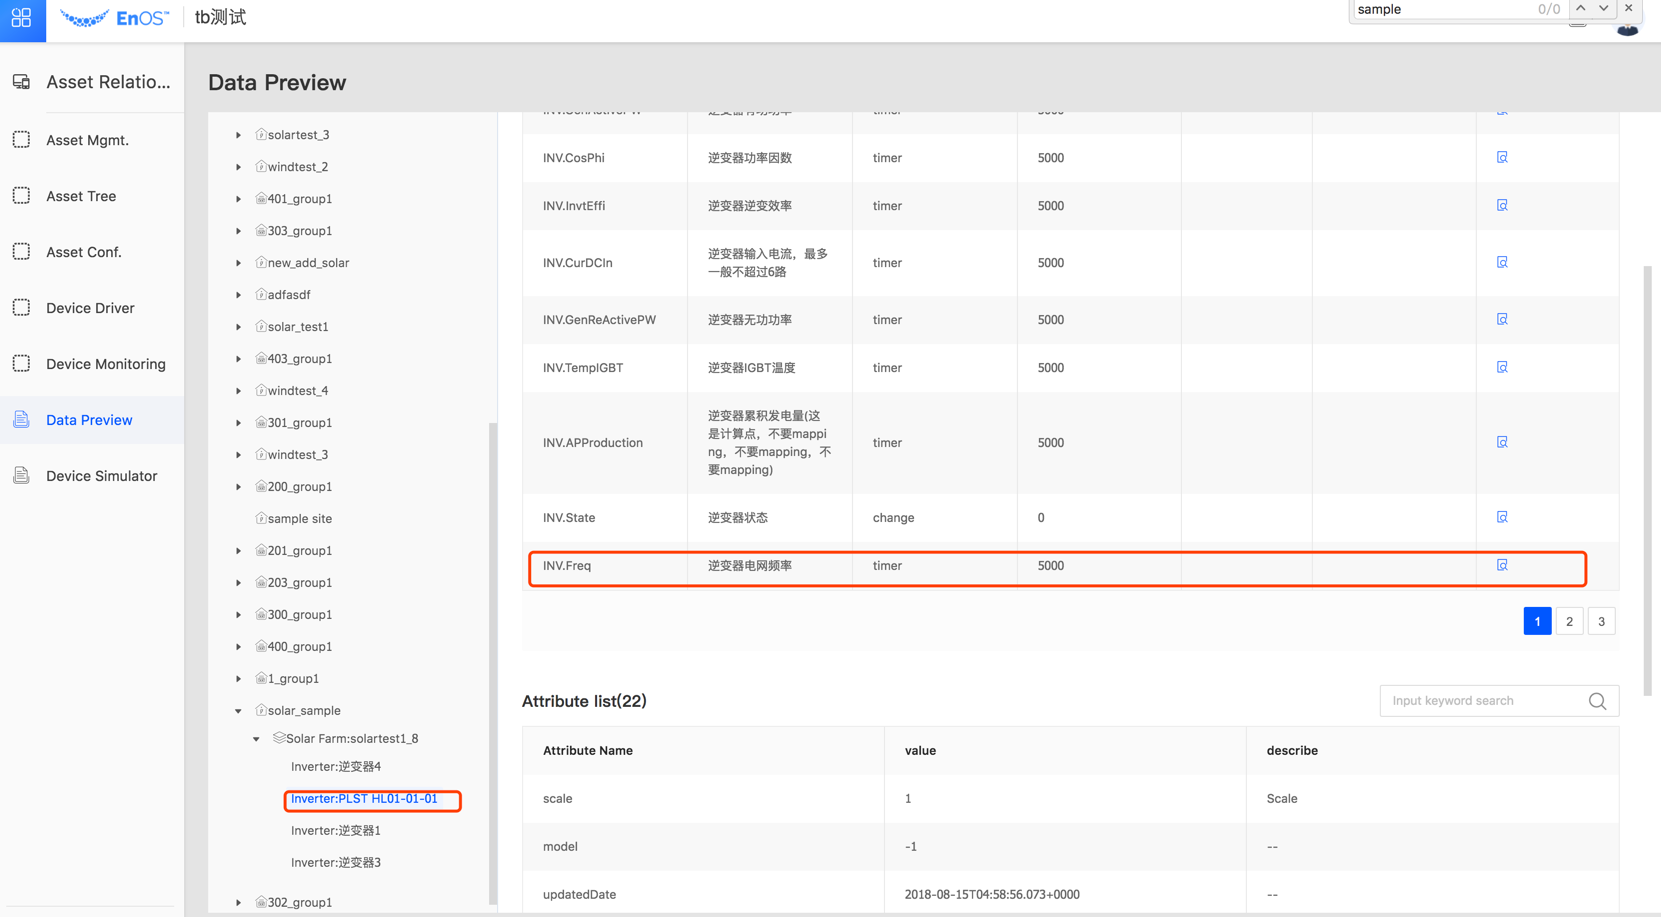 EnOS™
tb测试
sample
0/0
Asset Relatio...
Asset Mgmt.
Asset Tree
Asset Conf.
Device Driver
Device Monitoring
Data Preview
Device Simulator
Data Preview
solartest_3
windtest_2
401_group1
303_group1
new_add_solar
adfasdf
solar_test1
403_group1
windtest_4
301_group1
windtest_3
200_group1
sample site
201_group1
203_group1
300_group1
400_group1
1_group1
solar_sample
Solar Farm:solartest1_8
Inverter:逆变器4
Inverter:PLST HL01-01-01
Inverter:逆变器1
Inverter:逆变器3
302_group1
INV.GenActivePW 逆变器有功功率 timer 5000
INV.CosPhi 逆变器功率因数 timer 5000
INV.InvtEffi 逆变器逆变效率 timer 5000
INV.CurDCIn 逆变器输入电流，最多 timer 5000
一般不超过6路
INV.GenReActivePW 逆变器无功功率 timer 5000
INV.TempIGBT 逆变器IGBT温度 timer 5000
逆变器累积发电量(这
是计算点，不要mappi
INV.APProduction timer 5000
ng，不要mapping，不
要mapping)
INV.State 逆变器状态 change 0
INV.Freq 逆变器电网频率 timer 5000
1 2 3
Attribute list(22)
Input keyword search
Attribute Name value describe
scale 1 Scale
model -1 --
updatedDate 2018-08-15T04:58:56.073+0000 --